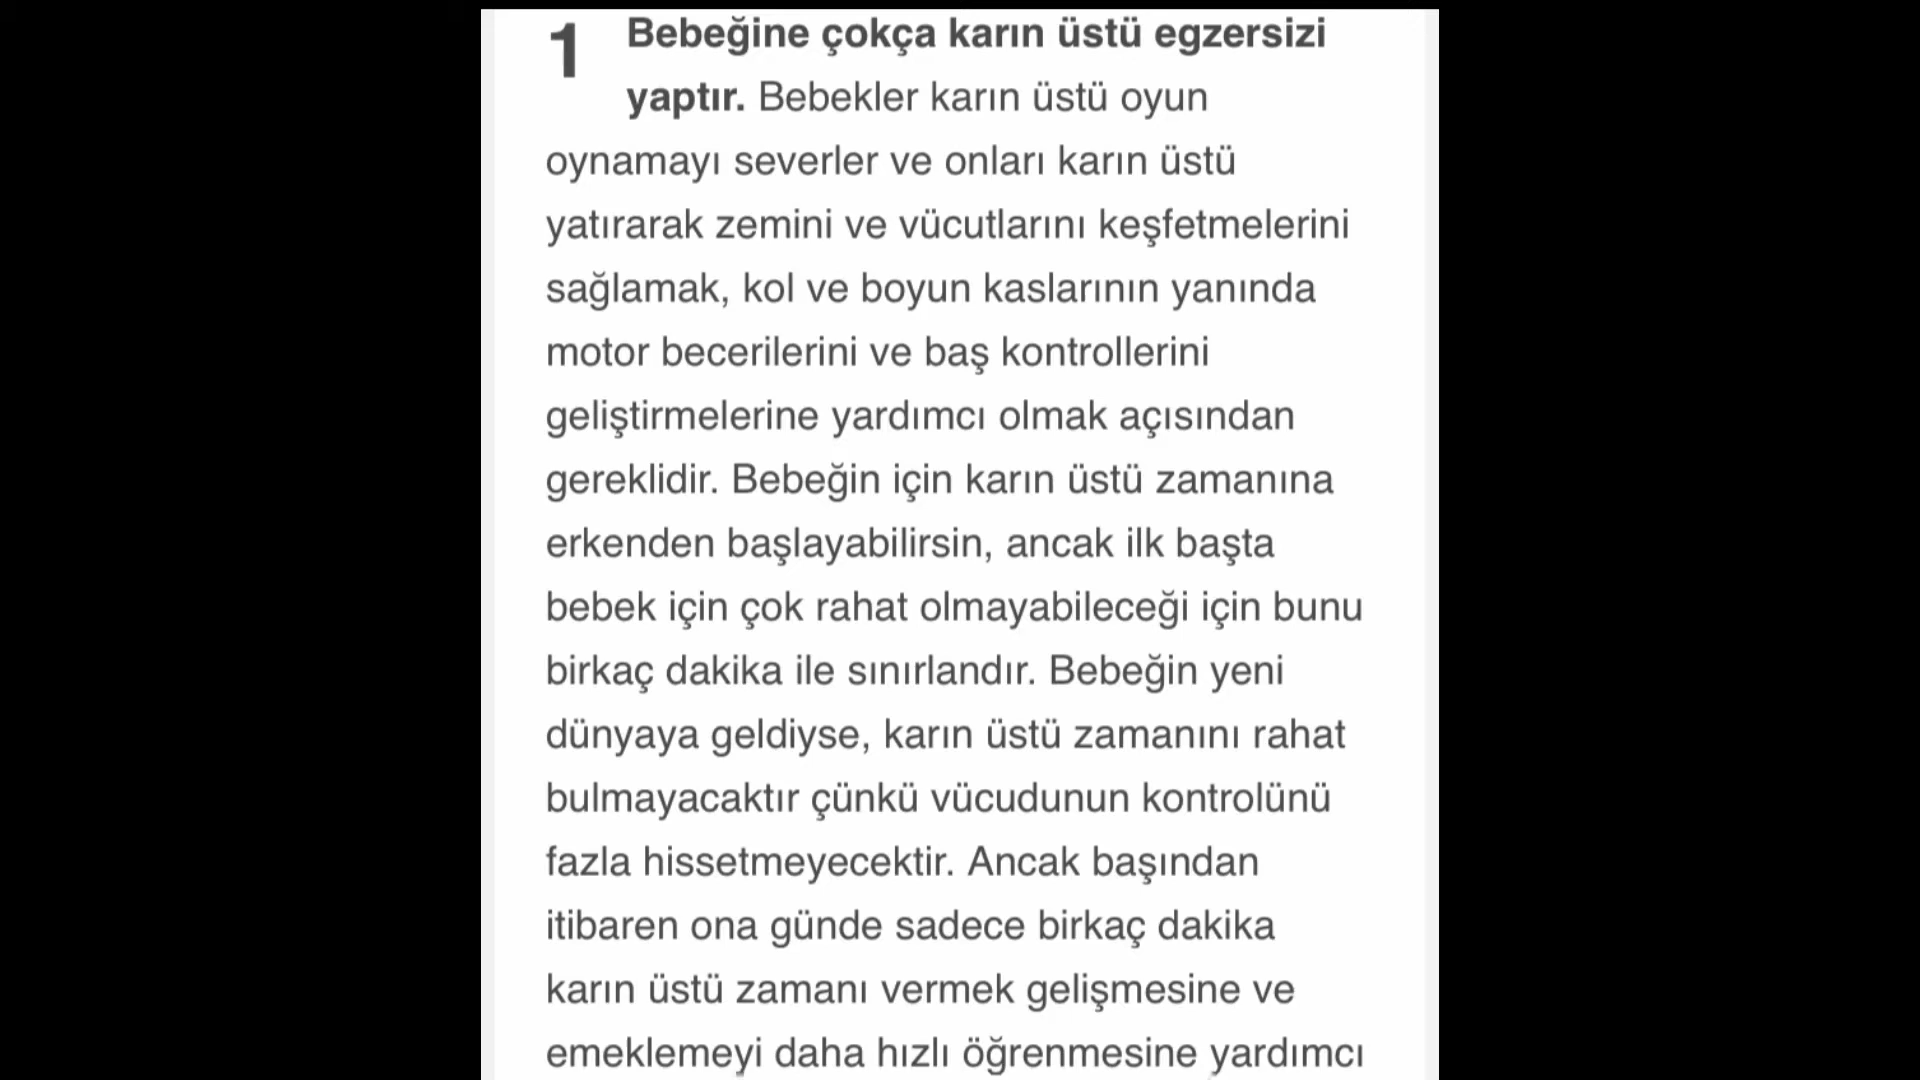 1 Bebeğine çokça karın üstü egzersizi
yaptır. Bebekler karın üstü oyun
oynamayı severler ve onları karın üstü
yatırarak zemini ve vücutlarını keşfetmelerini
sağlamak, kol ve boyun kaslarının yanında
motor becerilerini ve baş kontrollerini
geliştirmelerine yardımcı olmak açısından
gereklidir. Bebeğin için karın üstü zamanına
erkenden başlayabilirsin, ancak ilk başta
bebek için çok rahat olmayabileceği için bunu
birkaç dakika ile sınırlandır. Bebeğin yeni
dünyaya geldiyse, karın üstü zamanını rahat
bulmayacaktır çünkü vücudunun kontrolünü
fazla hissetmeyecektir. Ancak başından
itibaren ona günde sadece birkaç dakika
karın üstü zamanı vermek gelişmesine ve
emeklemeyi daha hızlı öğrenmesine yardımcı